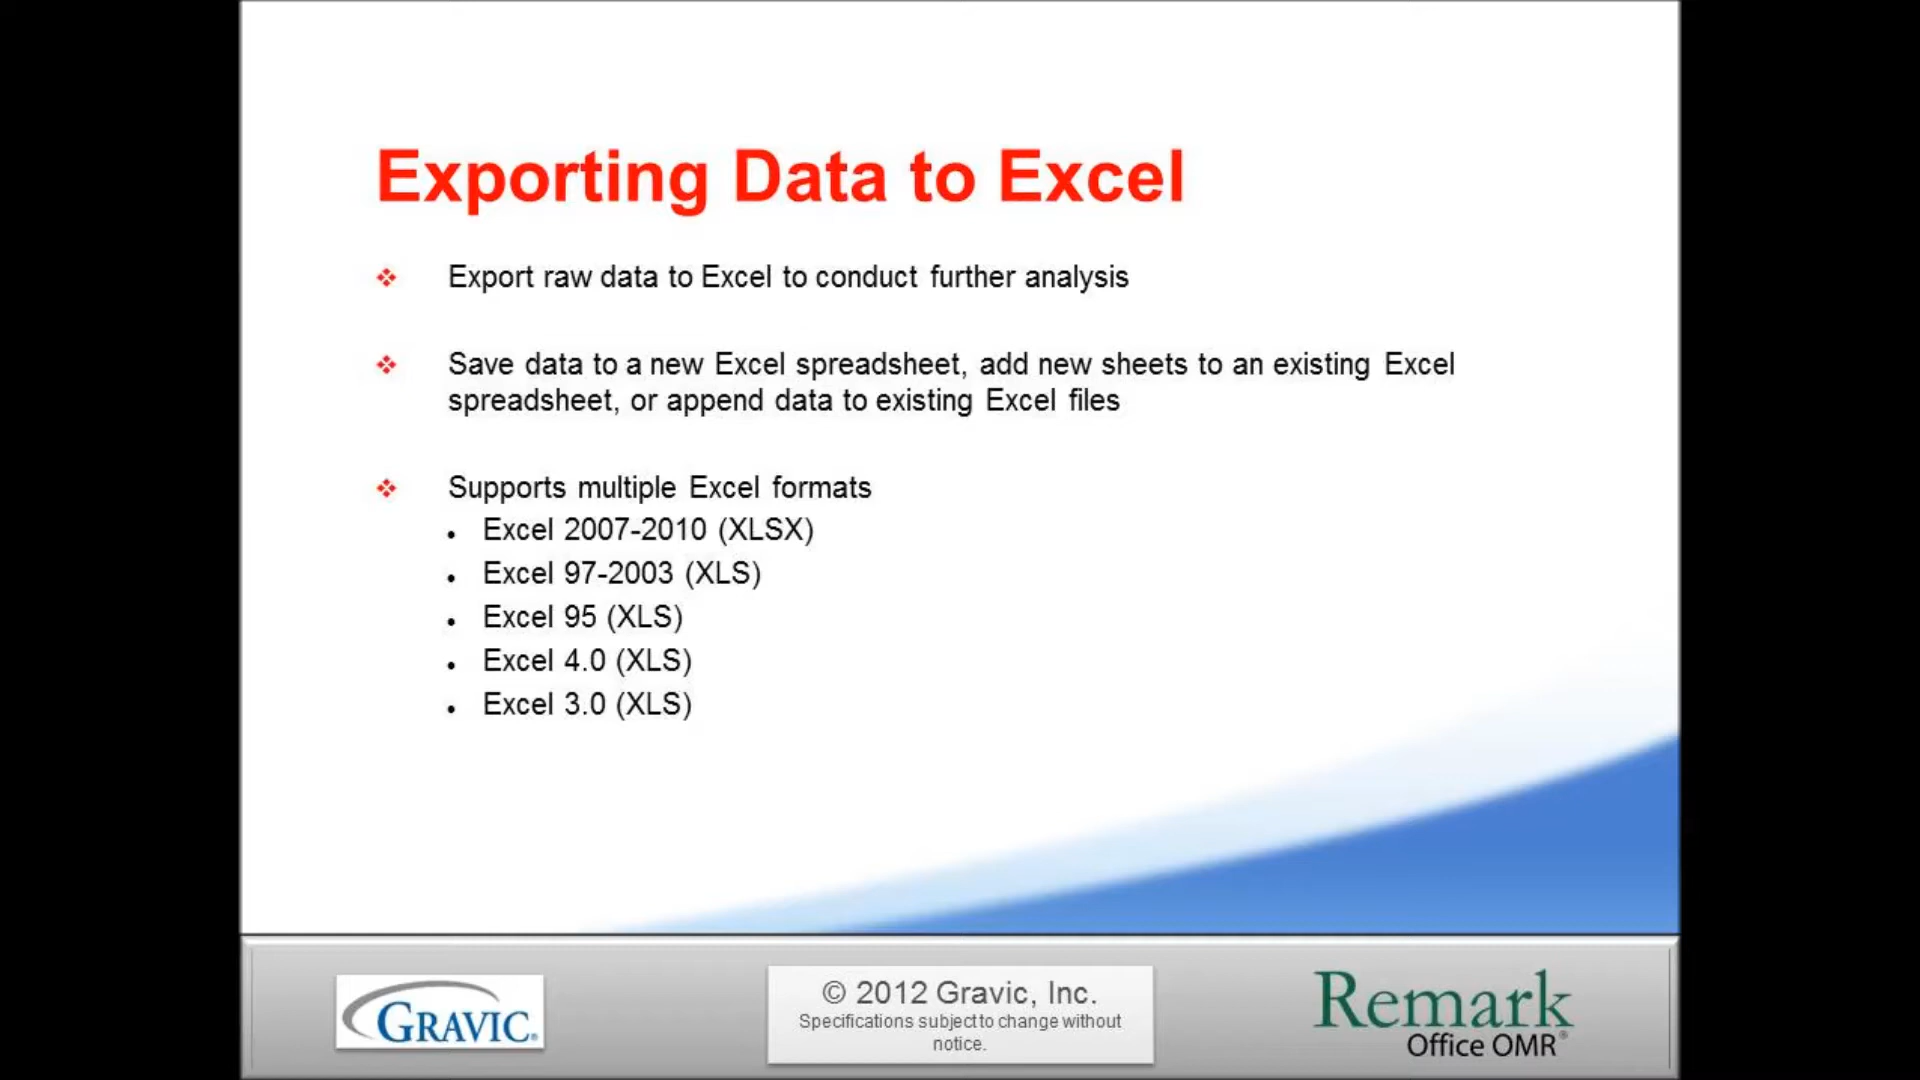 Exporting Data to Excel
❖ Export raw data to Excel to conduct further analysis
❖ Save data to a new Excel spreadsheet, add new sheets to an existing Excel
spreadsheet, or append data to existing Excel files
❖ Supports multiple Excel formats
• Excel 2007-2010 (XLSX)
• Excel 97-2003 (XLS)
• Excel 95 (XLS)
• Excel 4.0 (XLS)
• Excel 3.0 (XLS)
GRAVIC®
© 2012 Gravic, Inc.
Specifications subject to change without
notice.
Remark
Office OMR®